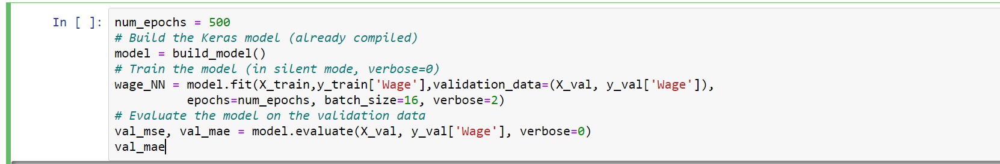 In [ ]: num_epochs = 500
# Build the Keras model (already compiled)
model = build_model()
# Train the model (in silent mode, verbose=0)
wage_NN = model.fit(X_train,y_train['Wage'],validation_data=(X_val, y_val['Wage']),
          epochs=num_epochs, batch_size=16, verbose=2)
# Evaluate the model on the validation data
val_mse, val_mae = model.evaluate(X_val, y_val['Wage'], verbose=0)
val_mae